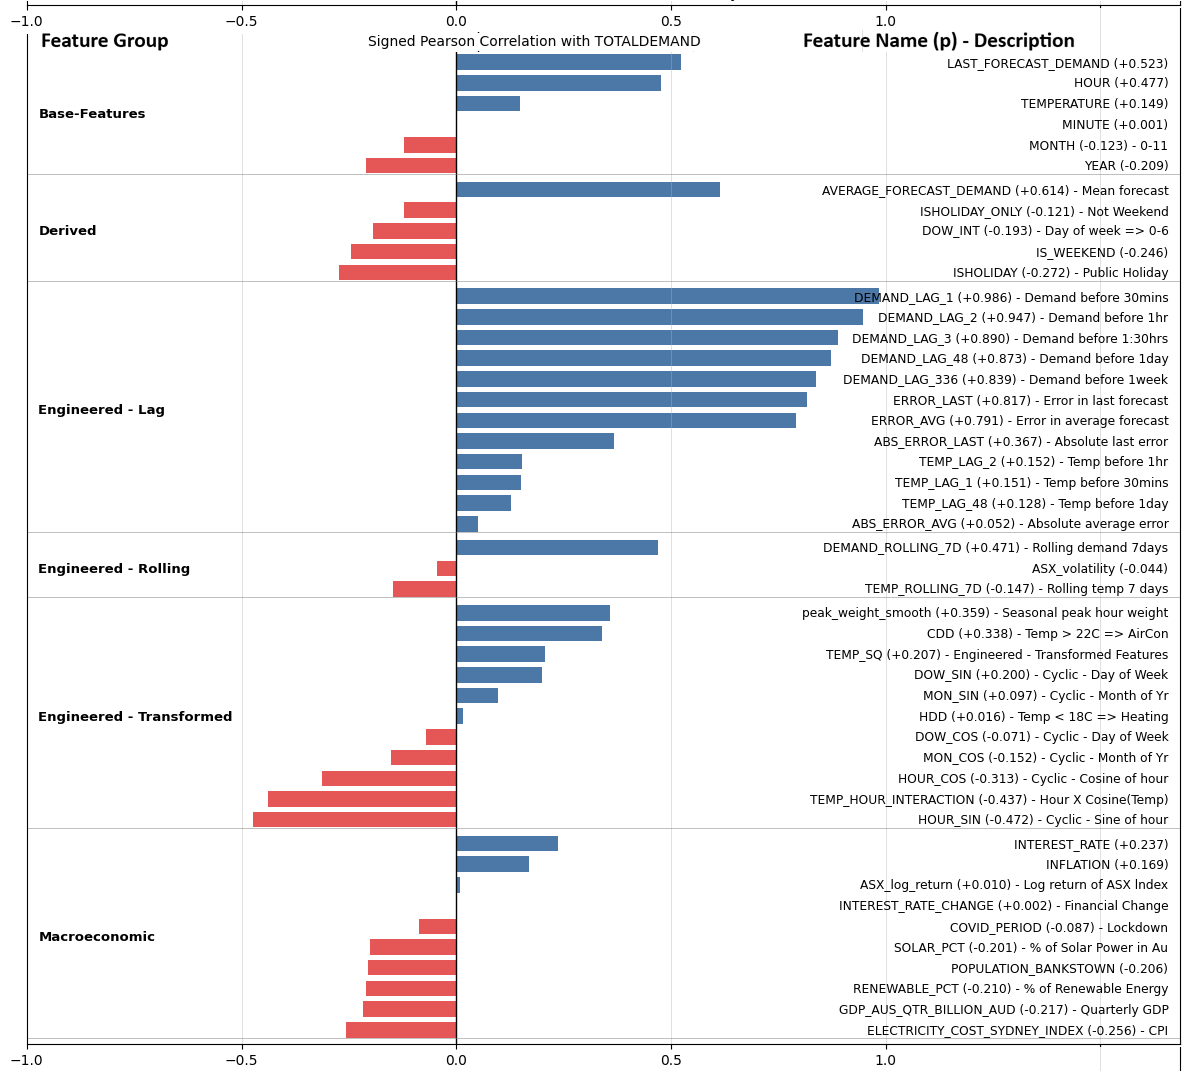 −1.0 −0.5 0.0 0.5 1.0
Feature Group Signed Pearson Correlation with TOTALDEMAND Feature Name (p) - Description
LAST_FORECAST_DEMAND (+0.523)
HOUR (+0.477)
TEMPERATURE (+0.149)
Base-Features
MINUTE (+0.001)
MONTH (-0.123) - 0-11
YEAR (-0.209)
AVERAGE_FORECAST_DEMAND (+0.614) - Mean forecast
ISHOLIDAY_ONLY (-0.121) - Not Weekend
Derived DOW_INT (-0.193) - Day of week => 0-6
IS_WEEKEND (-0.246)
ISHOLIDAY (-0.272) - Public Holiday
DEMAND_LAG_1 (+0.986) - Demand before 30mins
DEMAND_LAG_2 (+0.947) - Demand before 1hr
DEMAND_LAG_3 (+0.890) - Demand before 1:30hrs
DEMAND_LAG_48 (+0.873) - Demand before 1day
DEMAND_LAG_336 (+0.839) - Demand before 1week
ERROR_LAST (+0.817) - Error in last forecast
Engineered - Lag
ERROR_AVG (+0.791) - Error in average forecast
ABS_ERROR_LAST (+0.367) - Absolute last error
TEMP_LAG_2 (+0.152) - Temp before 1hr
TEMP_LAG_1 (+0.151) - Temp before 30mins
TEMP_LAG_48 (+0.128) - Temp before 1day
ABS_ERROR_AVG (+0.052) - Absolute average error
DEMAND_ROLLING_7D (+0.471) - Rolling demand 7days
Engineered - Rolling ASX_volatility (-0.044)
TEMP_ROLLING_7D (-0.147) - Rolling temp 7 days
peak_weight_smooth (+0.359) - Seasonal peak hour weight
CDD (+0.338) - Temp > 22C => AirCon
TEMP_SQ (+0.207) - Engineered - Transformed Features
DOW_SIN (+0.200) - Cyclic - Day of Week
MON_SIN (+0.097) - Cyclic - Month of Yr
Engineered - Transformed HDD (+0.016) - Temp < 18C => Heating
DOW_COS (-0.071) - Cyclic - Day of Week
MON_COS (-0.152) - Cyclic - Month of Yr
HOUR_COS (-0.313) - Cyclic - Cosine of hour
TEMP_HOUR_INTERACTION (-0.437) - Hour X Cosine(Temp)
HOUR_SIN (-0.472) - Cyclic - Sine of hour
INTEREST_RATE (+0.237)
INFLATION (+0.169)
ASX_log_return (+0.010) - Log return of ASX Index
INTEREST_RATE_CHANGE (+0.002) - Financial Change
COVID_PERIOD (-0.087) - Lockdown
Macroeconomic
SOLAR_PCT (-0.201) - % of Solar Power in Au
POPULATION_BANKSTOWN (-0.206)
RENEWABLE_PCT (-0.210) - % of Renewable Energy
GDP_AUS_QTR_BILLION_AUD (-0.217) - Quarterly GDP
ELECTRICITY_COST_SYDNEY_INDEX (-0.256) - CPI
−1.0 −0.5 0.0 0.5 1.0